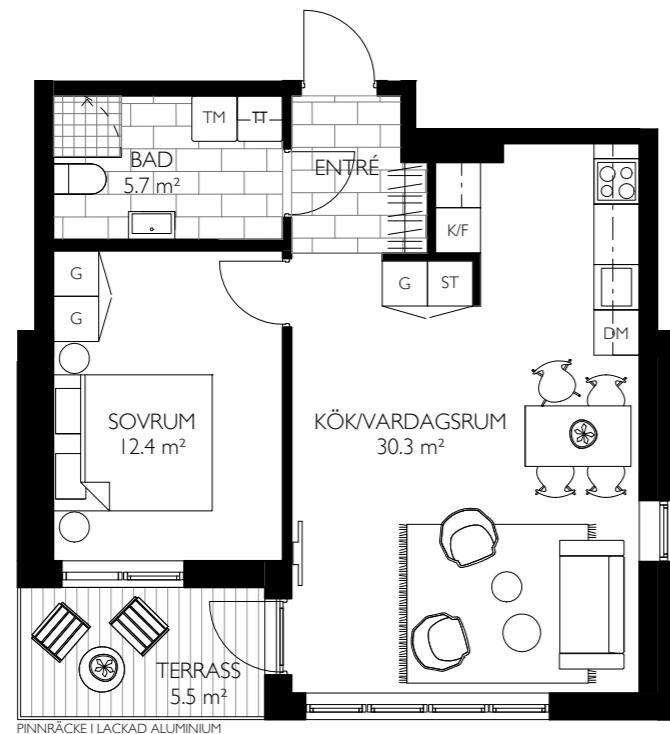 TM
TT
BAD
5.7 m²
ENTRÉ
K/F
G
ST
G
G
DM
SOVRUM
12.4 m²
KÖK/VARDAGSRUM
30.3 m²
TERRASS
5.5 m²
PINNRÄCKE I LACKAD ALUMINIUM